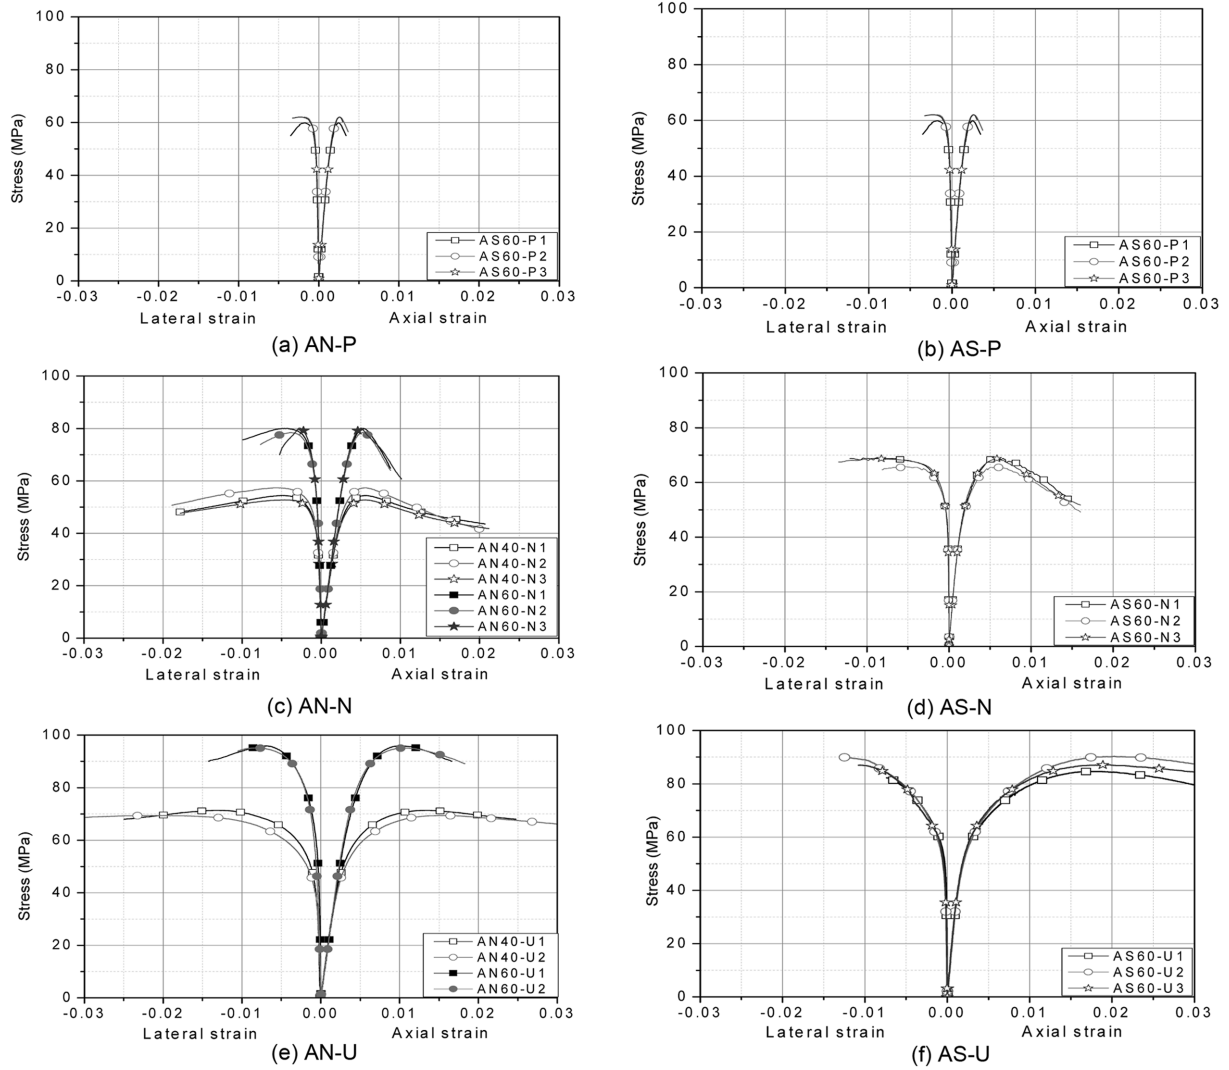 100
80
60
40
20
0
Stress (MPa)
AS60-P1
AS60-P2
AS60-P3
-0.03 -0.02 -0.01 0.00 0.01 0.02 0.03
Lateral strain Axial strain
(a) AN-P
100
80
60
40
20
0
Stress (MPa)
AS60-P1
AS60-P2
AS60-P3
-0.03 -0.02 -0.01 0.00 0.01 0.02 0.03
Lateral strain Axial strain
(b) AS-P
100
80
60
40
20
0
Stress (MPa)
AN40-N1
AN40-N2
AN40-N3
AN60-N1
AN60-N2
AN60-N3
-0.03 -0.02 -0.01 0.00 0.01 0.02 0.03
Lateral strain Axial strain
(c) AN-N
100
80
60
40
20
0
Stress (MPa)
AS60-N1
AS60-N2
AS60-N3
-0.03 -0.02 -0.01 0.00 0.01 0.02 0.03
Lateral strain Axial strain
(d) AS-N
100
80
60
40
20
0
Stress (MPa)
AN40-U1
AN40-U2
AN60-U1
AN60-U2
-0.03 -0.02 -0.01 0.00 0.01 0.02 0.03
Lateral strain Axial strain
(e) AN-U
100
80
60
40
20
0
Stress (MPa)
AS60-U1
AS60-U2
AS60-U3
-0.03 -0.02 -0.01 0.00 0.01 0.02 0.03
Lateral strain Axial strain
(f) AS-U